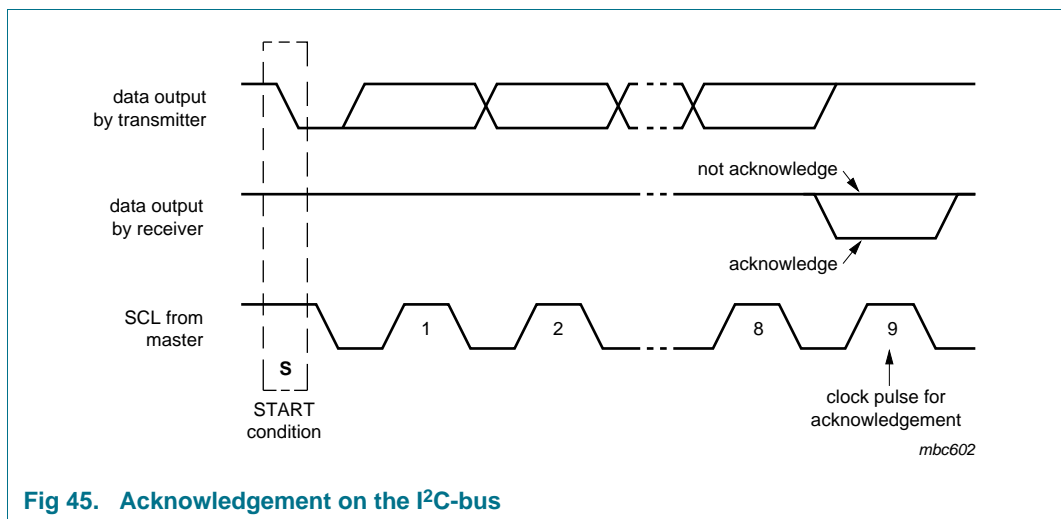 data output
by transmitter
not acknowledge
data output
by receiver
acknowledge
SCL from
master
1
2
8
9
S
START
condition
clock pulse for
acknowledgement
mbc602
Fig 45. Acknowledgement on the I²C-bus